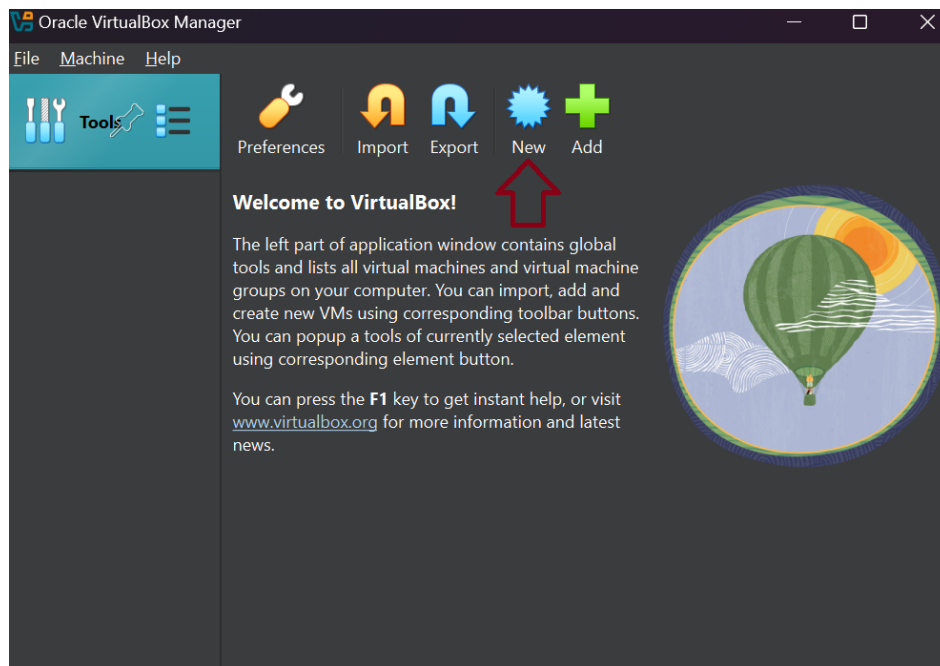 Oracle VirtualBox Manager
File Machine Help
Tools
Preferences Import Export New Add
Welcome to VirtualBox!
The left part of application window contains global
tools and lists all virtual machines and virtual machine
groups on your computer. You can import, add and
create new VMs using corresponding toolbar buttons.
You can popup a tools of currently selected element
using corresponding element button.
You can press the F1 key to get instant help, or visit
www.virtualbox.org for more information and latest
news.